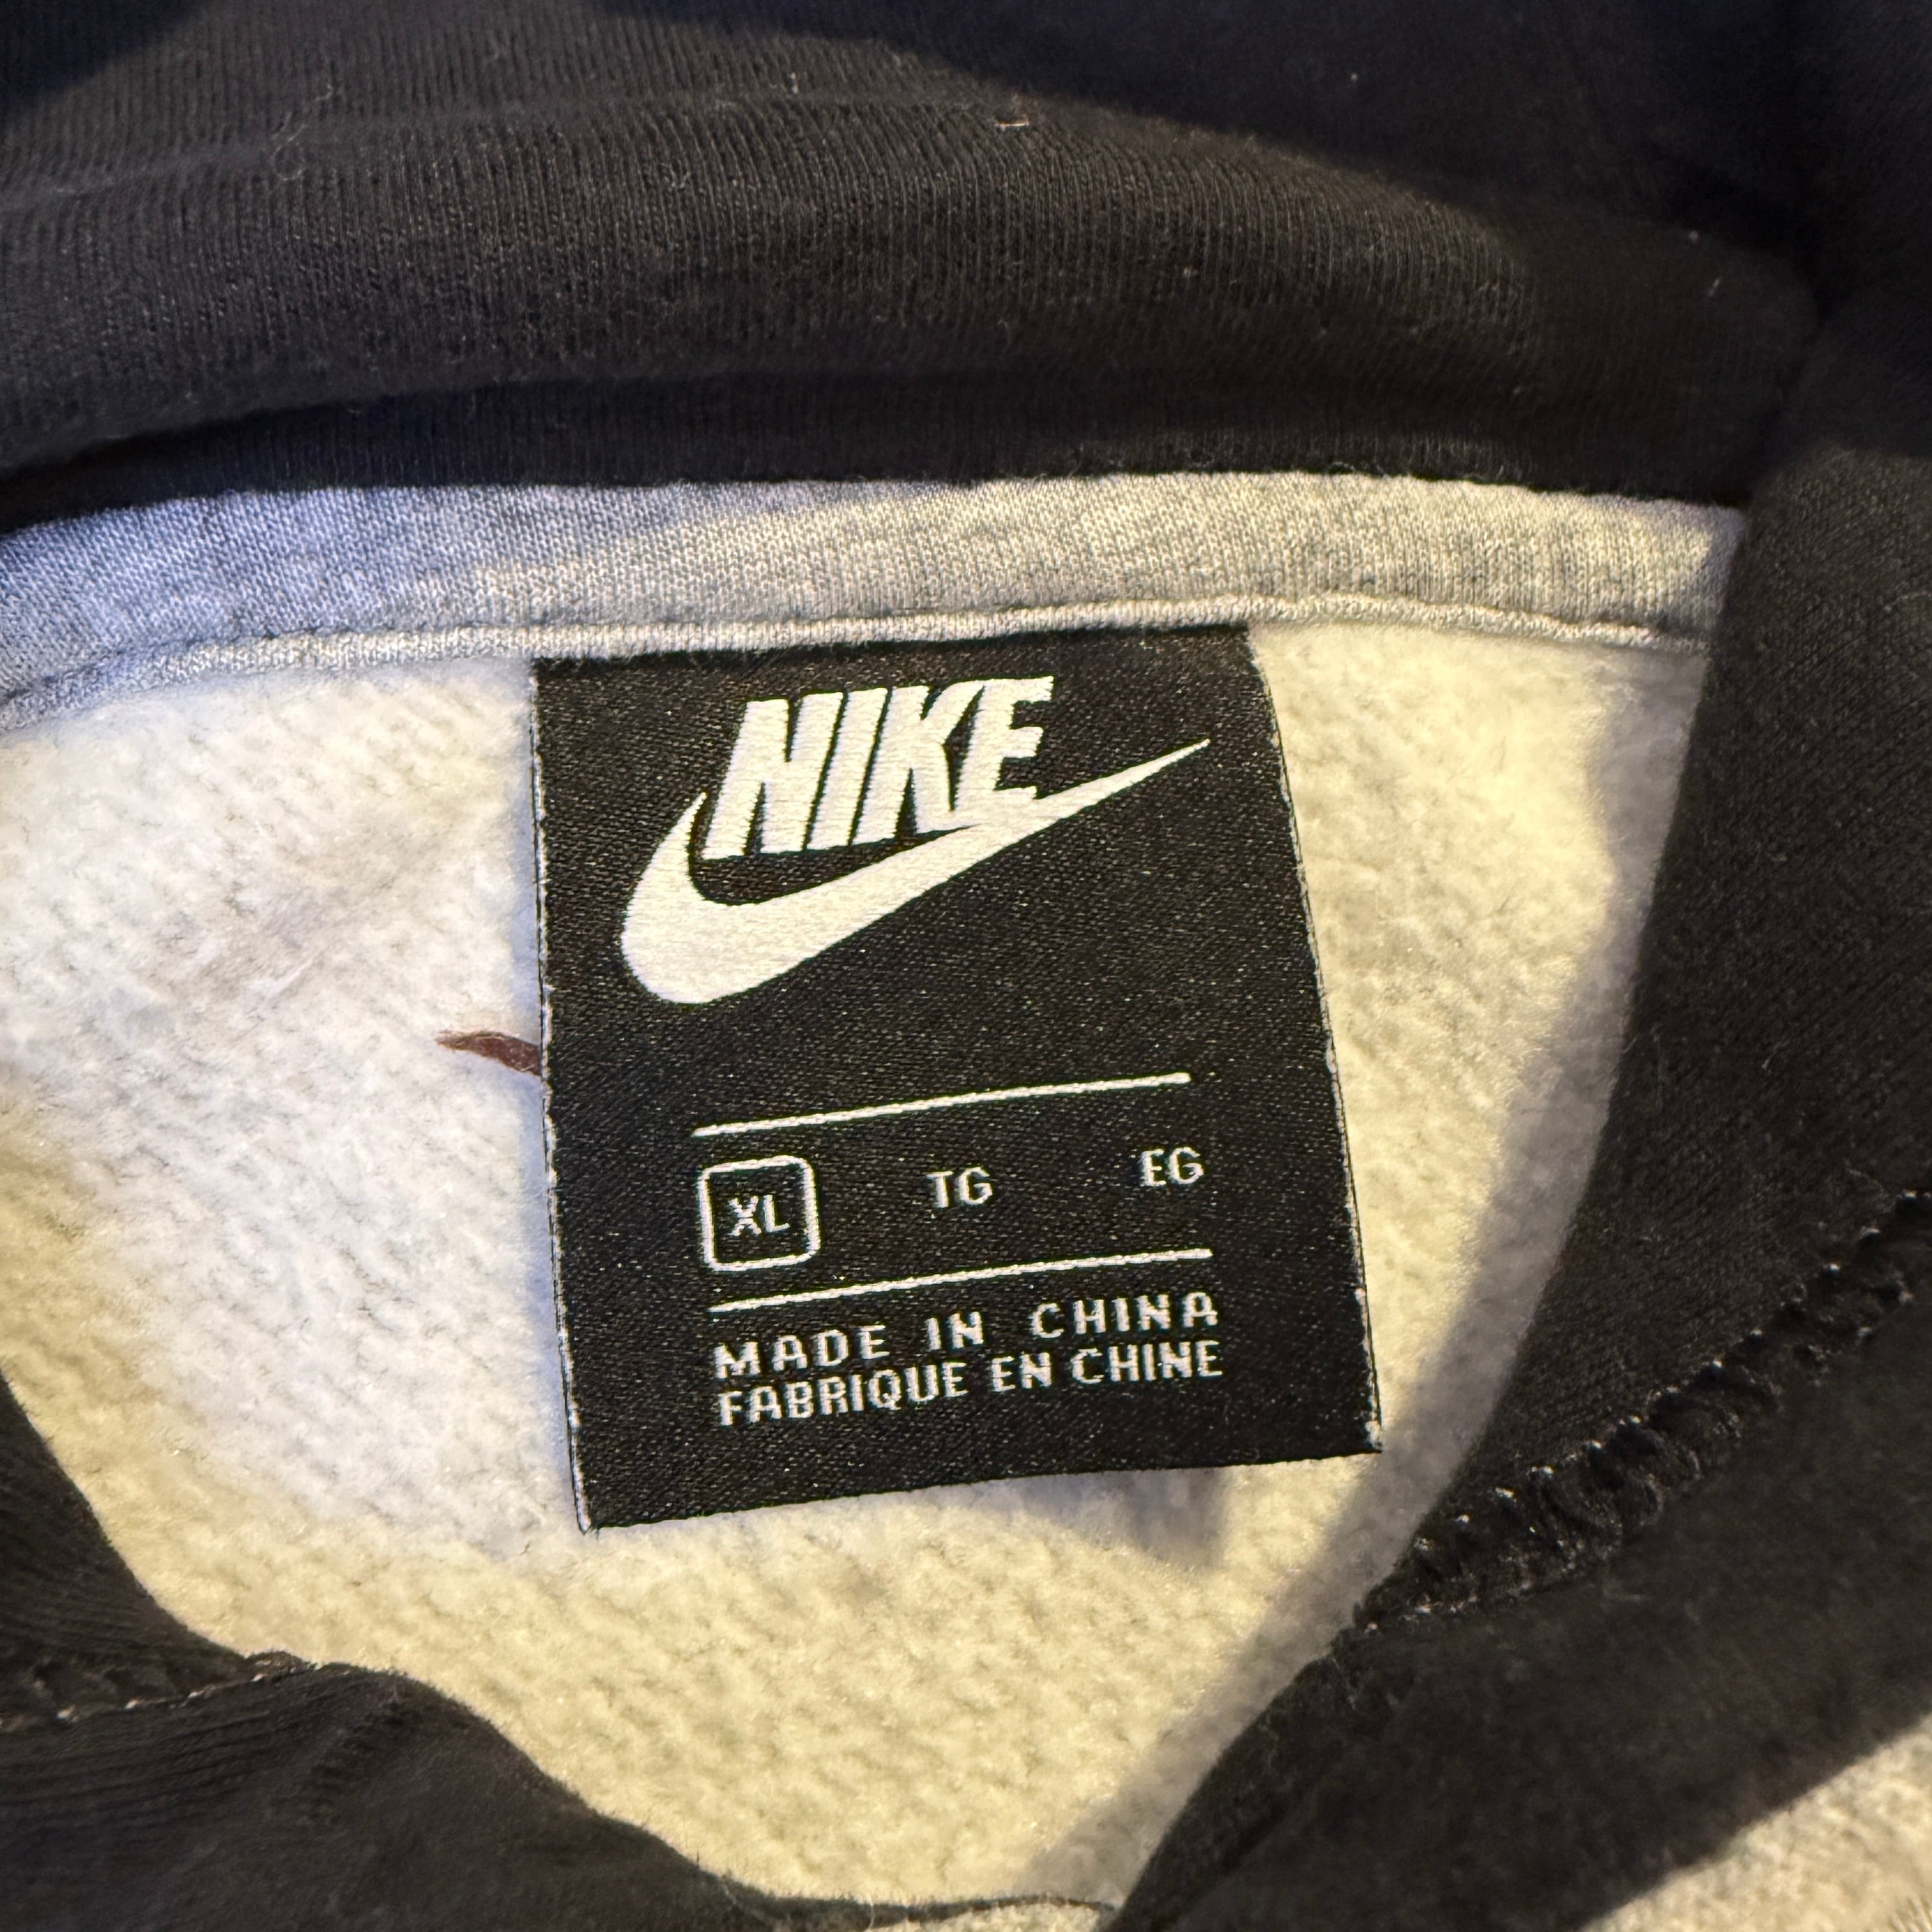 NIKE
XL TG EG
MADE IN CHINA
FABRIQUE EN CHINE